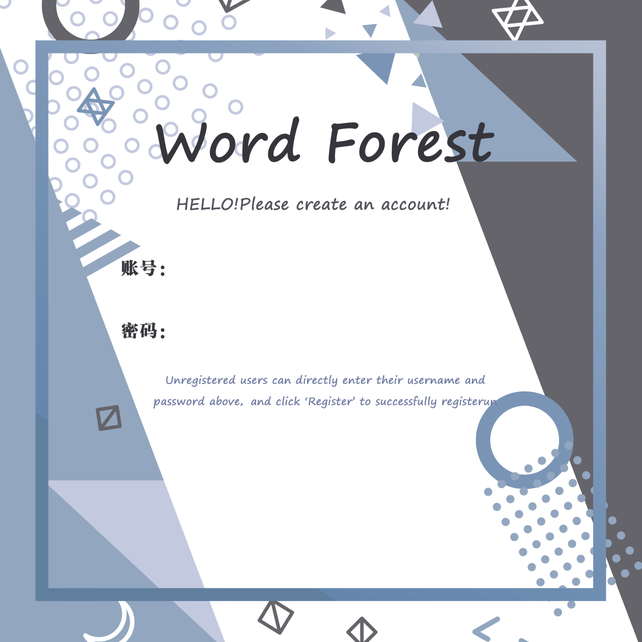 Word Forest
HELLO!Please create an account!
账号:
密码:
Unregistered users can directly enter their username and
password above, and click ‘Register’ to successfully registerup